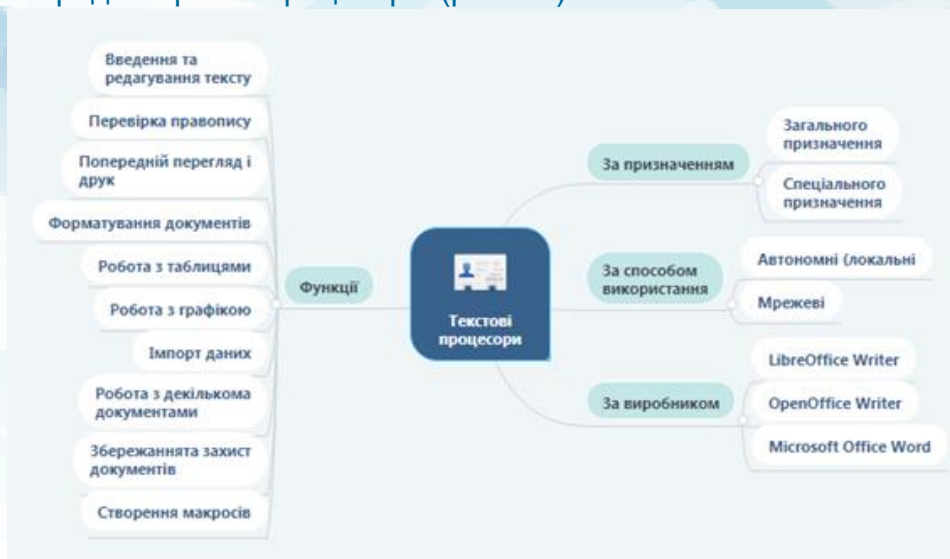 Введення та
редагування тексту
Перевірка правопису
Попередній перегляд і
друк
Форматування документів
Робота з таблицями
Робота з графікою
Імпорт даних
Робота з декількома
документами
Збережаннята захист
документів
Створення макросів
Функції
Текстові
процесори
За призначенням
Загального
призначення
Спеціального
призначення
За способом
використання
Автономні (локальні
Мрежеві
За виробником
LibreOffice Writer
OpenOffice Writer
Microsoft Office Word